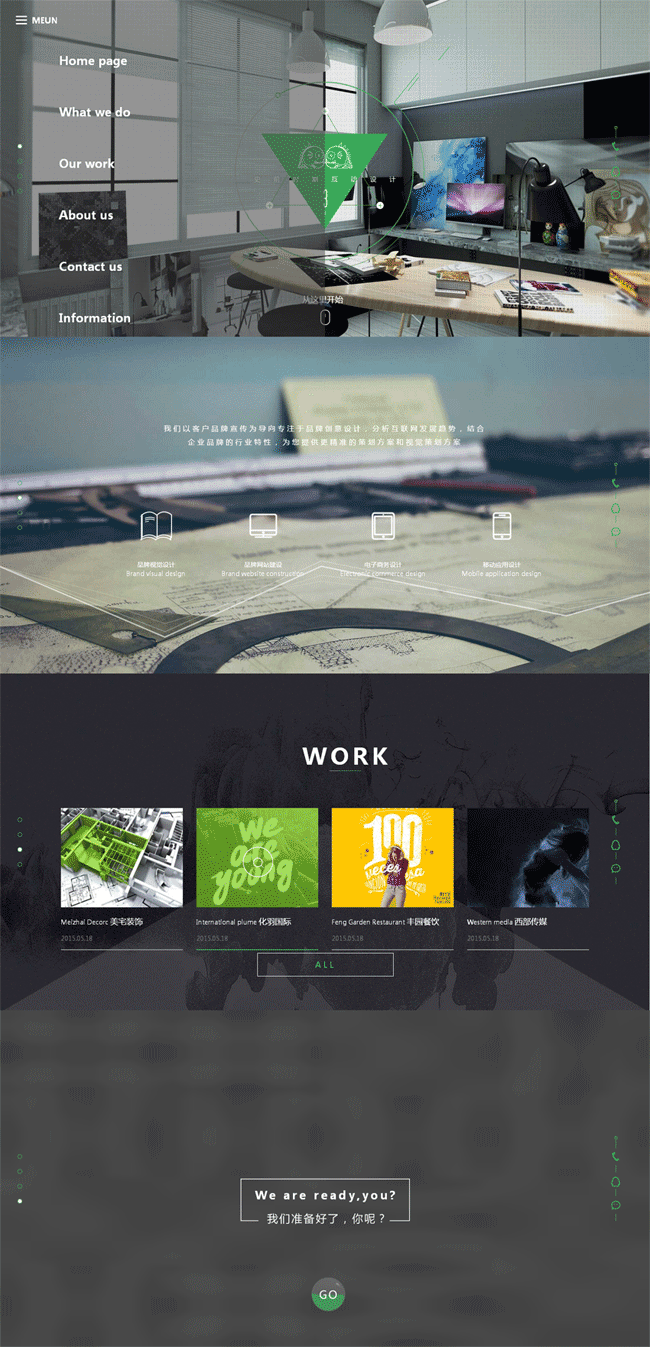 MEUN
Home page
What we do
Our work
About us
Contact us
Information
互动设计
从这里开始
我们以客户品牌宣传为导向专注于品牌创意设计，分析互联网发展趋势，结合
企业品牌的行业特性，为您提供更精准的策划方案和视觉策划方案
品牌视觉设计
Brand visual design
品牌网站建设
Brand website construction
电子商务设计
Electronic commerce design
移动应用设计
Mobile application design
WORK
we
are
young
100
veces
Meizhai Decorc 美宅装饰
2015.05.18
International plume 化羽国际
2015.05.18
Feng Garden Restaurant 丰园餐饮
2015.05.18
Western media 西部传媒
2015.05.18
ALL
We are ready,you?
我们准备好了，你呢？
GO